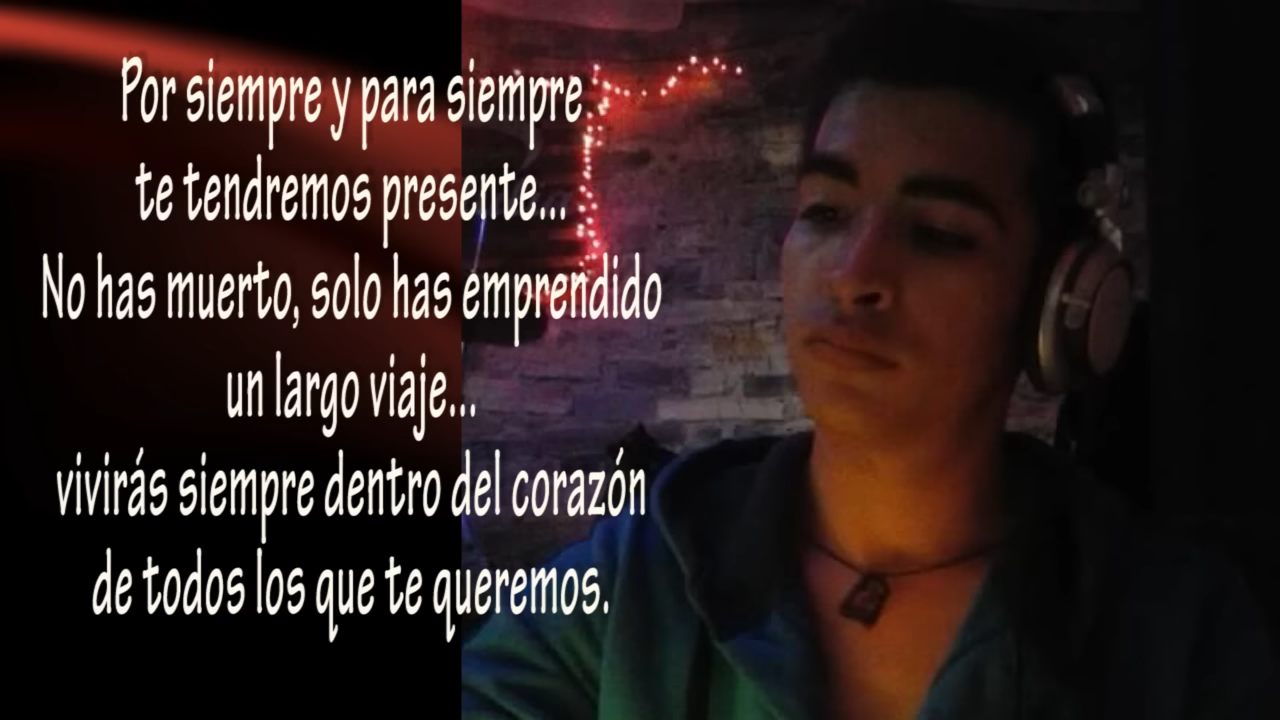 Por siempre y para siempre
te tendremos presente...
No has muerto, solo has emprendido
un largo viaje...
vivirás siempre dentro del corazón
de todos los que te queremos.